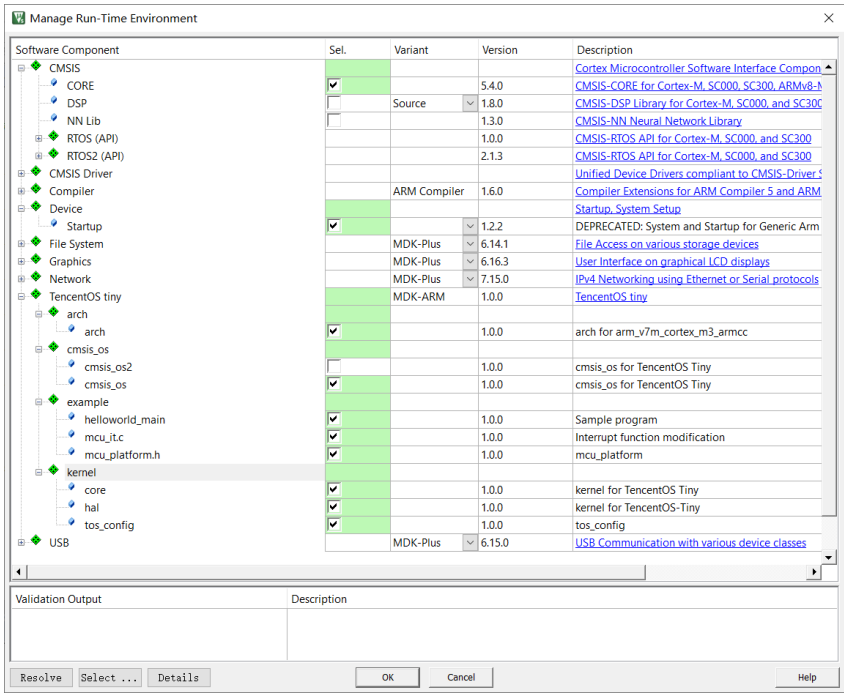 Manage Run-Time Environment
Software Component Sel. Variant Version Description
CMSIS Cortex Microcontroller Software Interface Compon
CORE 5.4.0 CMSIS-CORE for Cortex-M, SC000, SC300, ARMv8-M
DSP Source 1.8.0 CMSIS-DSP Library for Cortex-M, SC000, and SC300
NN Lib 1.3.0 CMSIS-NN Neural Network Library
RTOS (API) 1.0.0 CMSIS-RTOS API for Cortex-M, SC000, and SC300
RTOS2 (API) 2.1.3 CMSIS-RTOS API for Cortex-M, SC000, and SC300
CMSIS Driver Unified Device Drivers compliant to CMSIS-Driver S
Compiler ARM Compiler 1.6.0 Compiler Extensions for ARM Compiler 5 and ARM
Device Startup, System Setup
Startup 1.2.2 DEPRECATED: System and Startup for Generic Arm
File System MDK-Plus 6.14.1 File Access on various storage devices
Graphics MDK-Plus 6.16.3 User Interface on graphical LCD displays
Network MDK-Plus 7.15.0 IPv4 Networking using Ethernet or Serial protocols
TencentOS tiny MDK-ARM 1.0.0 TencentOS tiny
arch
arch 1.0.0 arch for arm_v7m_cortex_m3_armcc
cmsis_os
cmsis_os2 1.0.0 cmsis_os for TencentOS Tiny
cmsis_os 1.0.0 cmsis_os for TencentOS Tiny
example
helloworld_main 1.0.0 Sample program
mcu_it.c 1.0.0 Interrupt function modification
mcu_platform.h 1.0.0 mcu_platform
kernel
core 1.0.0 kernel for TencentOS Tiny
hal 1.0.0 kernel for TencentOS-Tiny
tos_config 1.0.0 tos_config
USB MDK-Plus 6.15.0 USB Communication with various device classes
Validation Output Description
Resolve Select ... Details OK Cancel Help